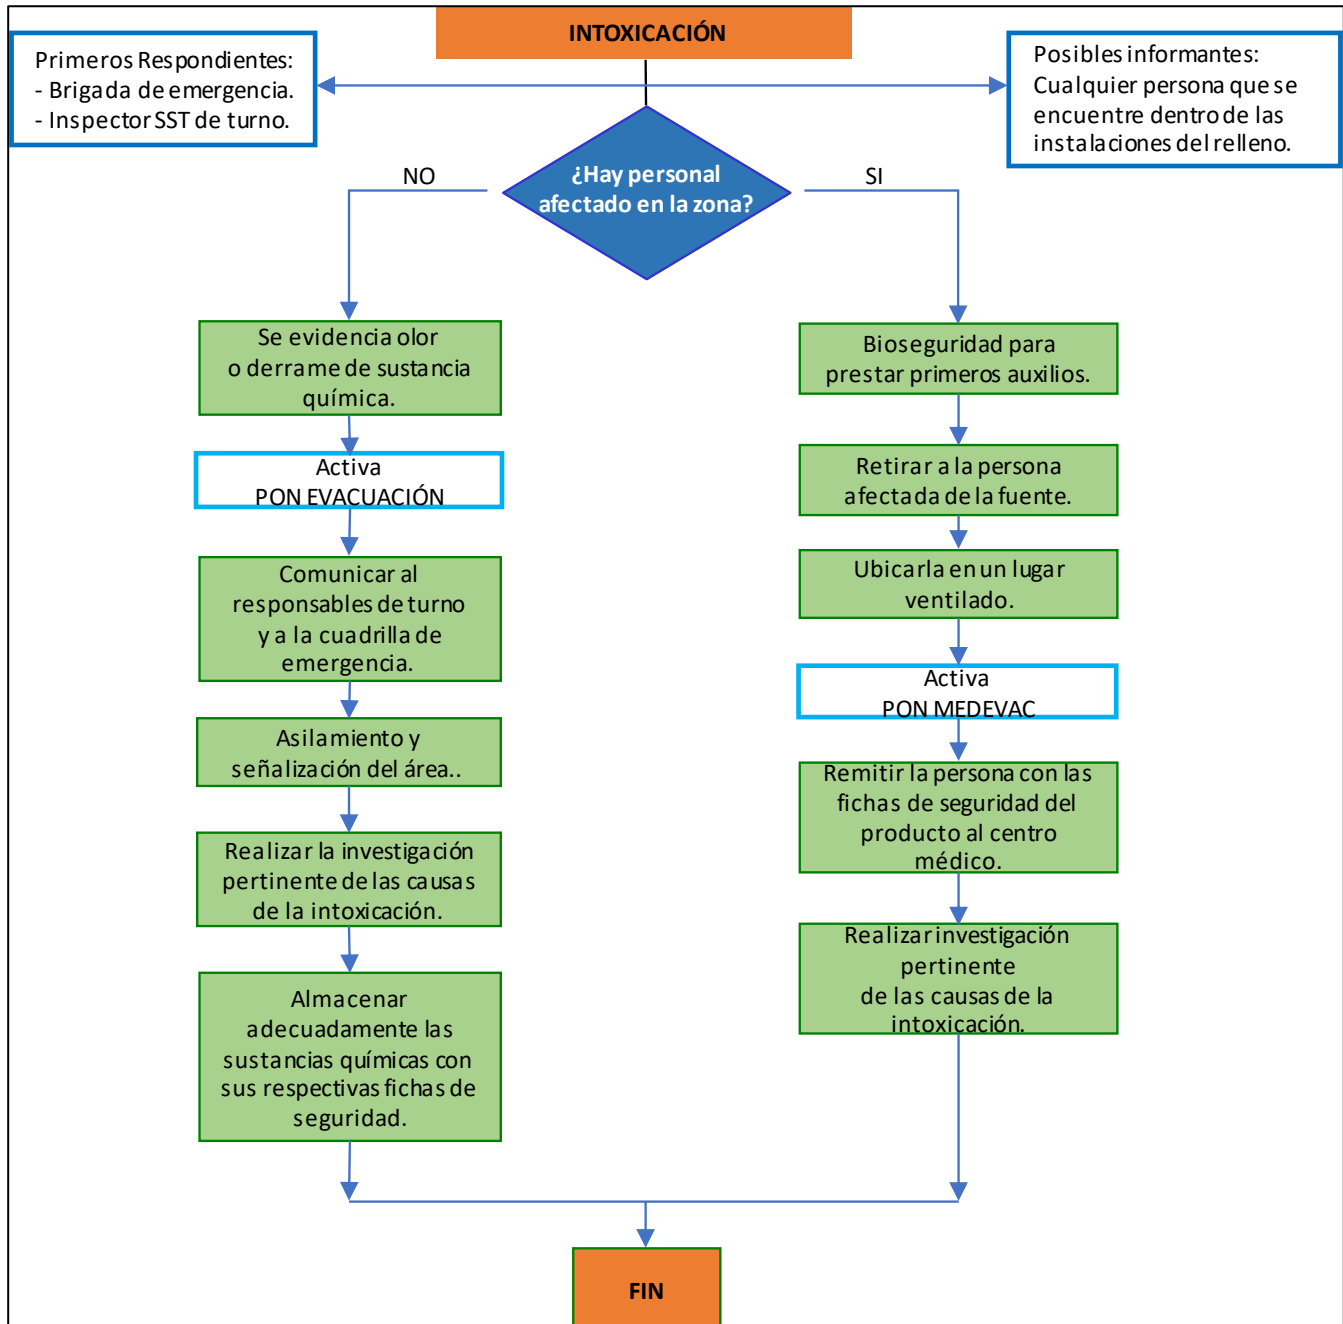 INTOXICACIÓN
Primeros Respondientes:
- Brigada de emergencia.
- Inspector SST de turno.
Posibles informantes:
Cualquier persona que se
encuentre dentro de las
instalaciones del relleno.
¿Hay personal
afectado en la zona?
NO
SI
Se evidencia olor
o derrame de sustancia
química.
Activa
PON EVACUACIÓN
Comunicar al
responsables de turno
y a la cuadrilla de
emergencia.
Asilamiento y
señalización del área..
Realizar la investigación
pertinente de las causas
de la intoxicación.
Almacenar
adecuadamente las
sustancias químicas con
sus respectivas fichas de
seguridad.
Bioseguridad para
prestar primeros auxilios.
Retirar a la persona
afectada de la fuente.
Ubicarla en un lugar
ventilado.
Activa
PON MEDEVAC
Remitir la persona con las
fichas de seguridad del
producto al centro
médico.
Realizar investigación
pertinente
de las causas de la
intoxicación.
FIN